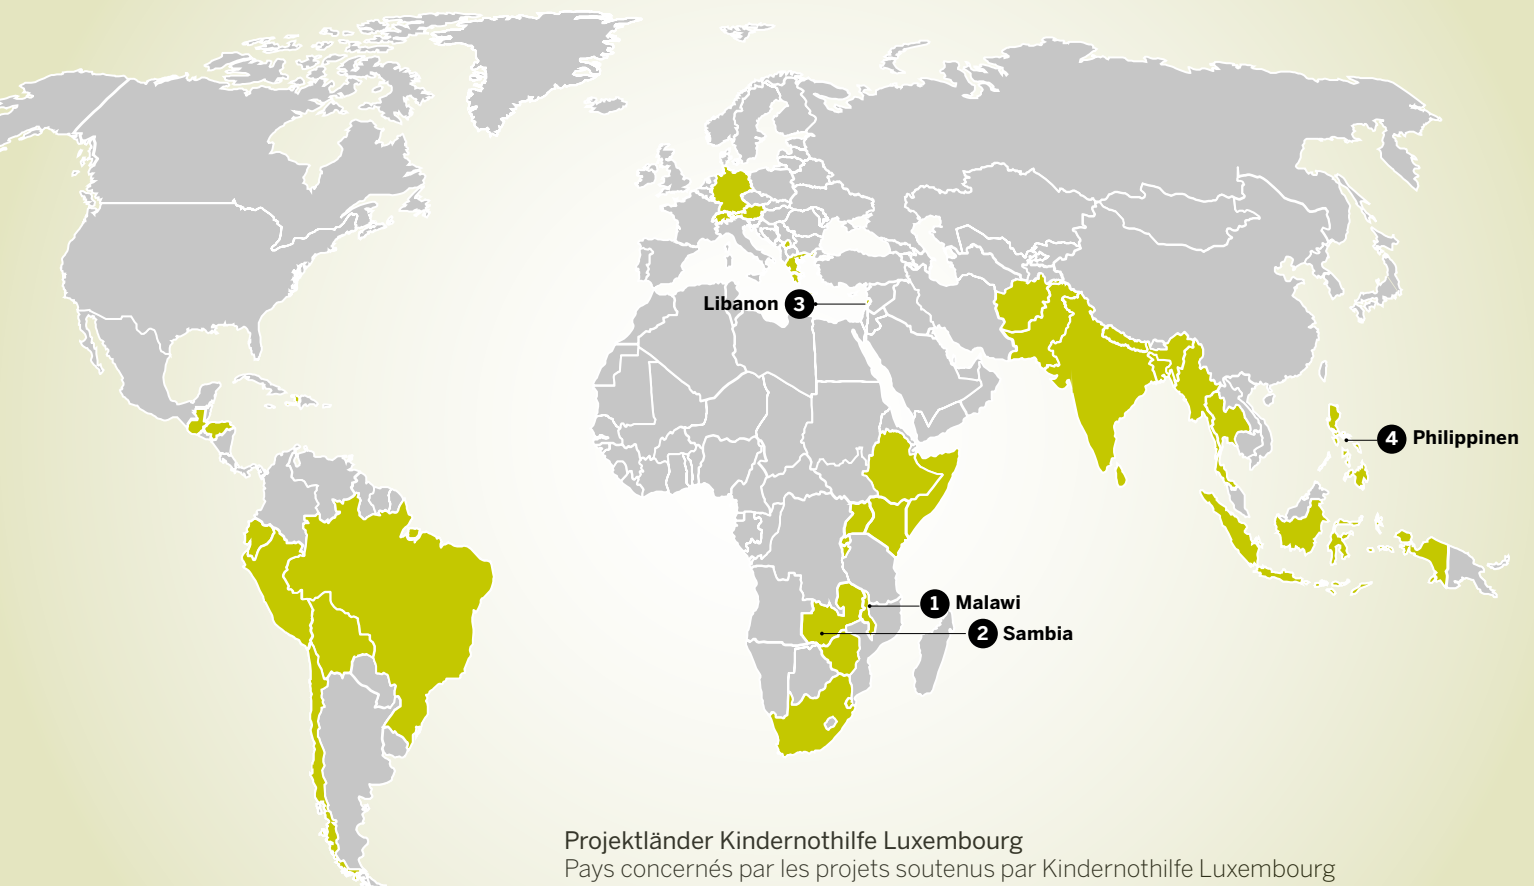 Libanon 3
4 Philippinen
1 Malawi
2 Sambia
Projektländer Kindernothilfe Luxembourg
Pays concernés par les projets soutenus par Kindernothilfe Luxembourg